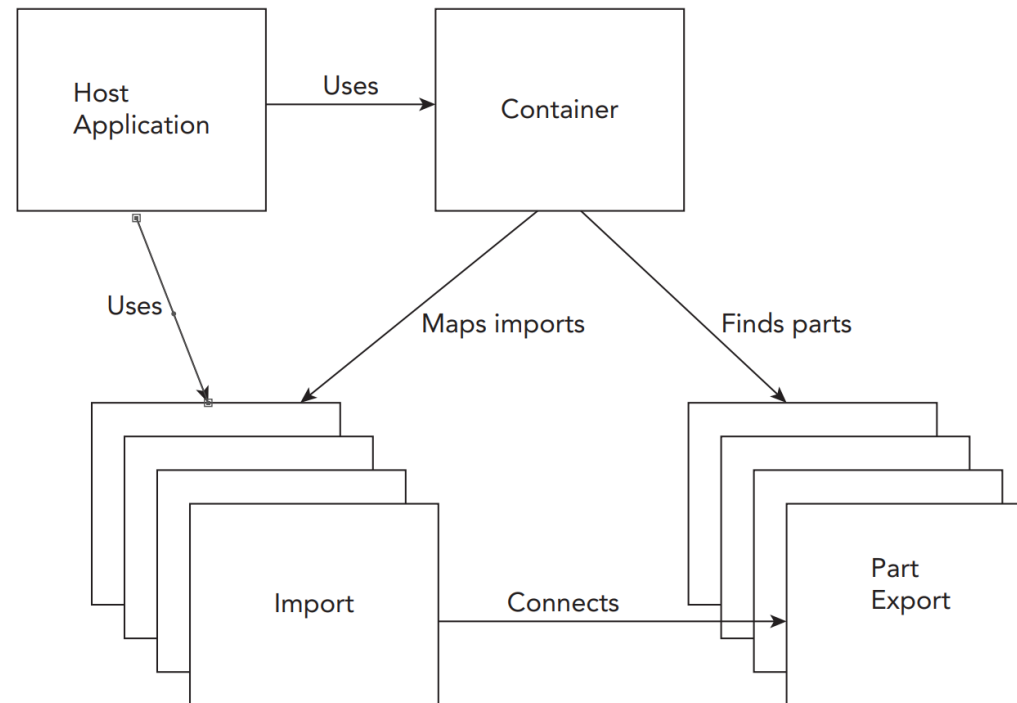 Host
Application
Uses
Container
Uses
Maps imports
Finds parts
Import
Connects
Part
Export